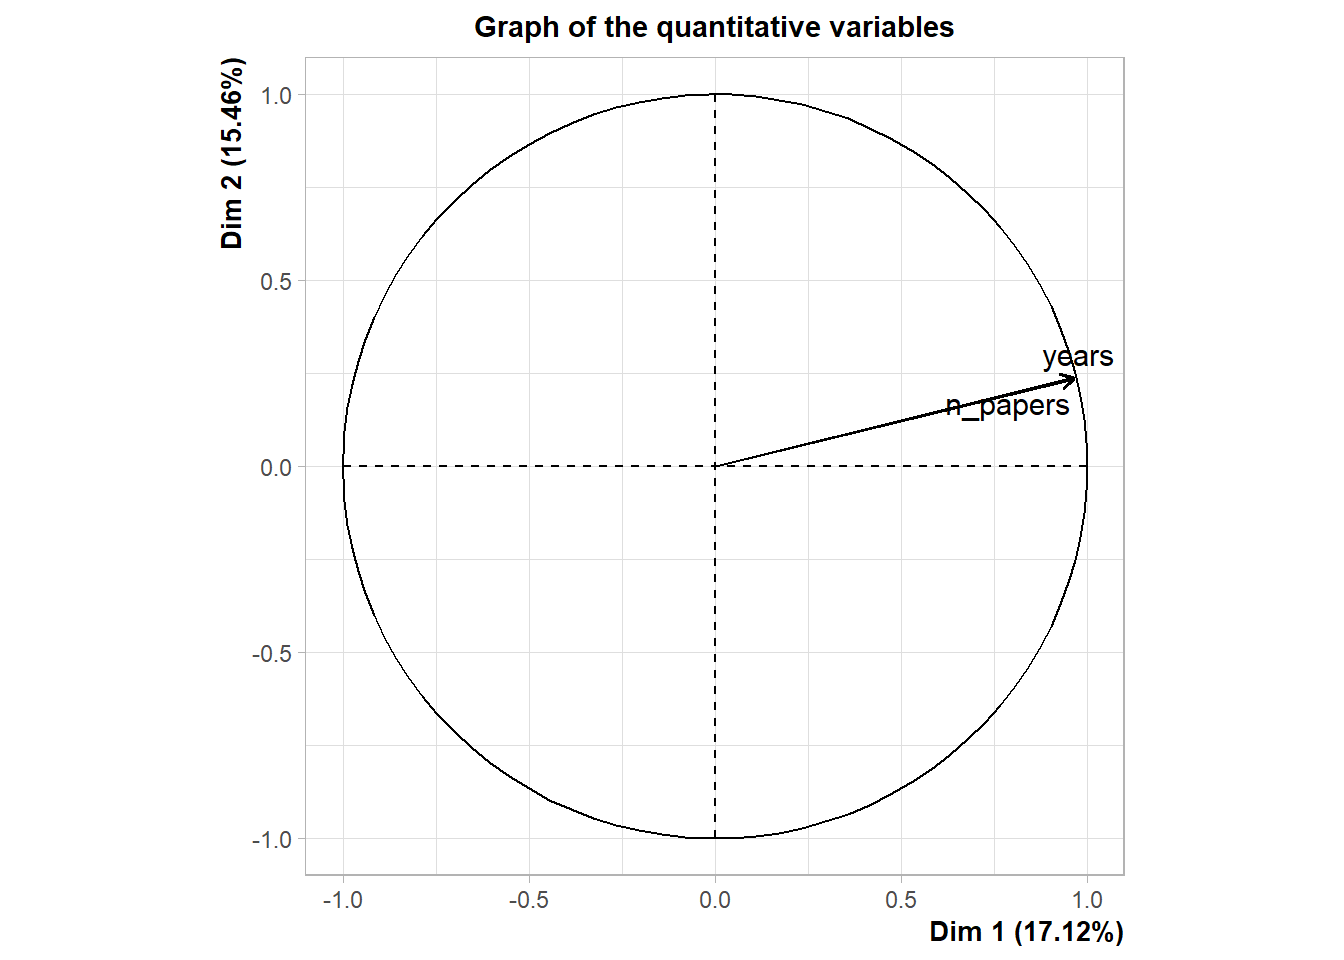 Graph of the quantitative variables
Dim 2 (15.46%)
1.0
0.5
0.0
-0.5
-1.0
years
n_papers
-1.0
-0.5
0.0
0.5
1.0
Dim 1 (17.12%)